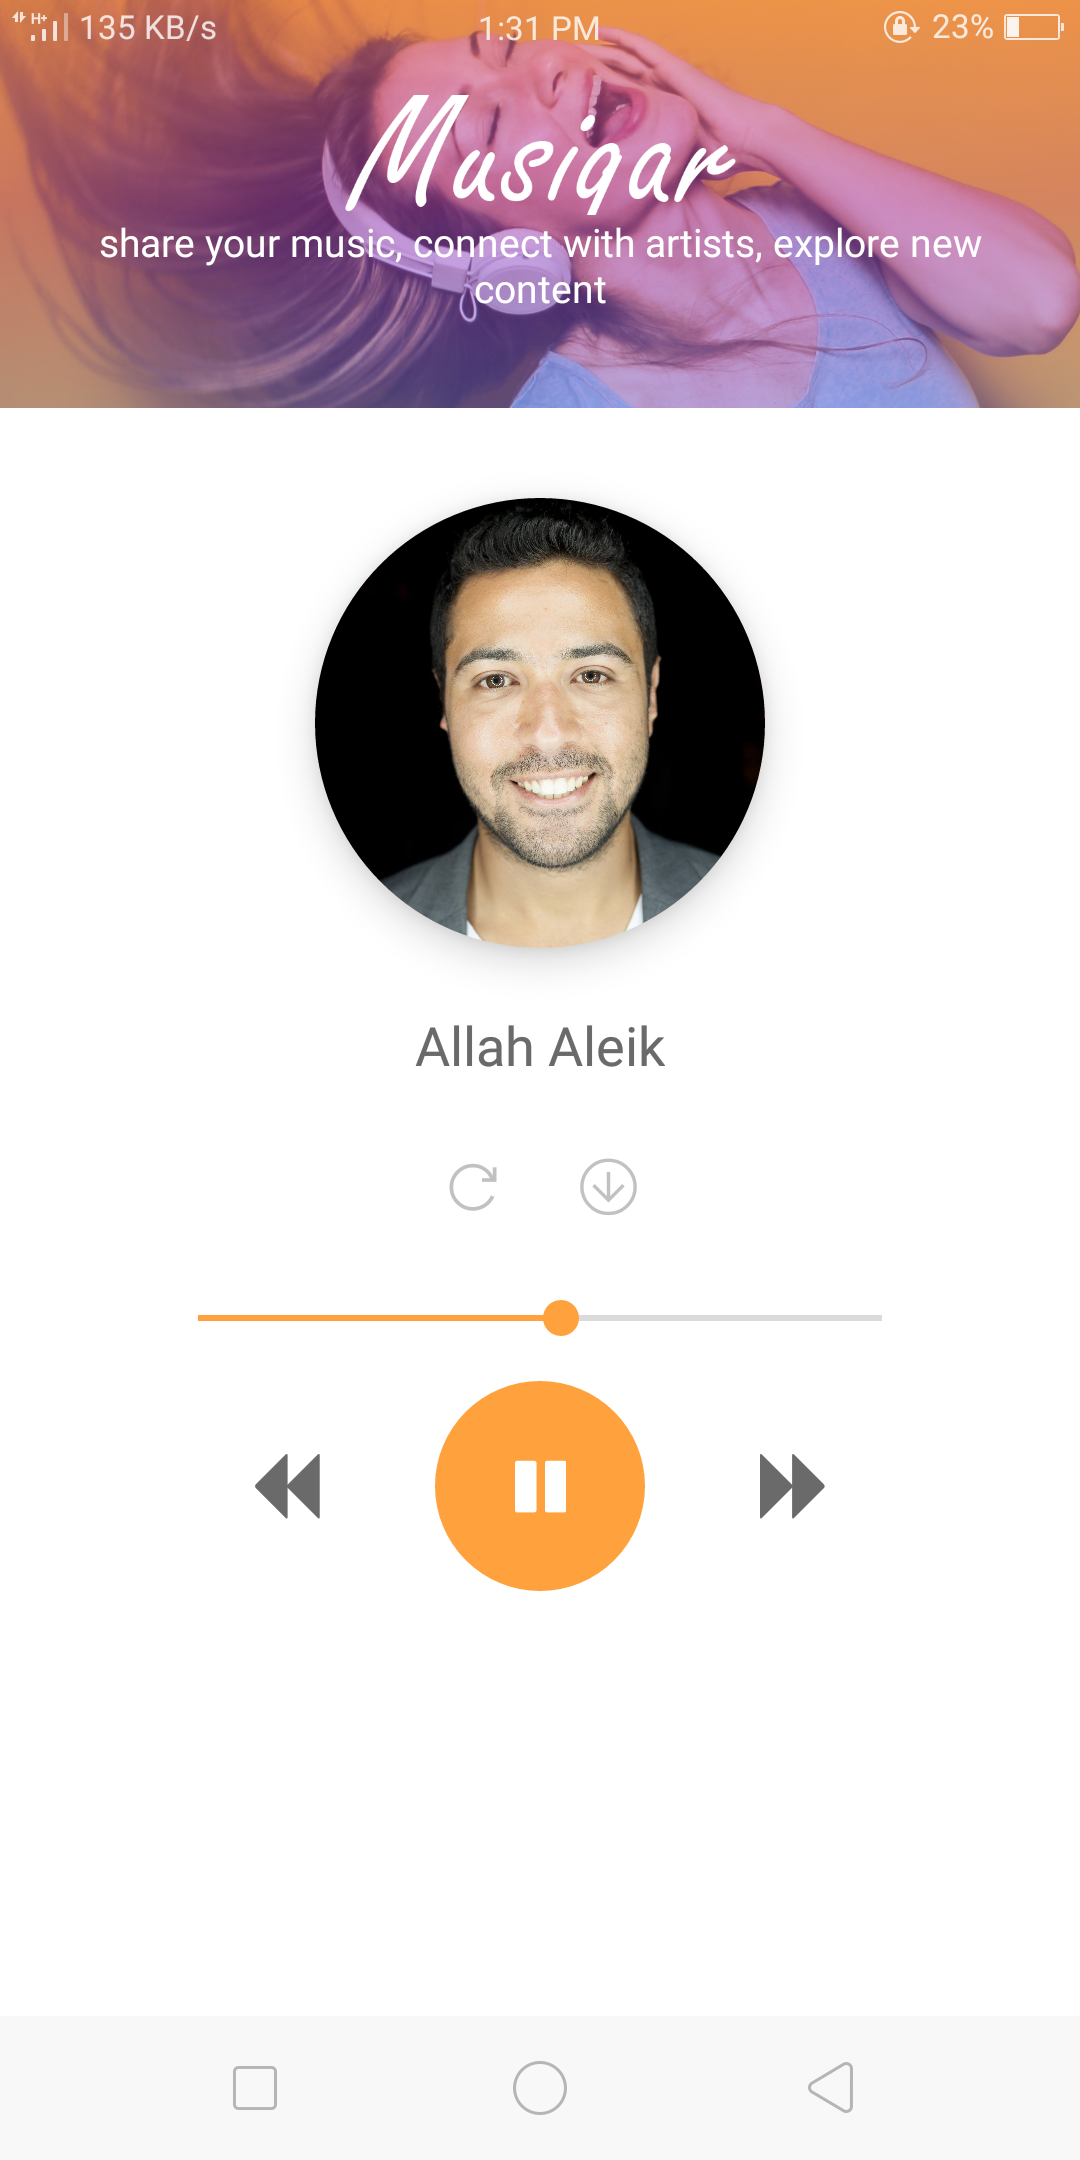 H+ 135 KB/s 1:31 PM 23%
Musiqar
share your music, connect with artists, explore new
content
Allah Aleik